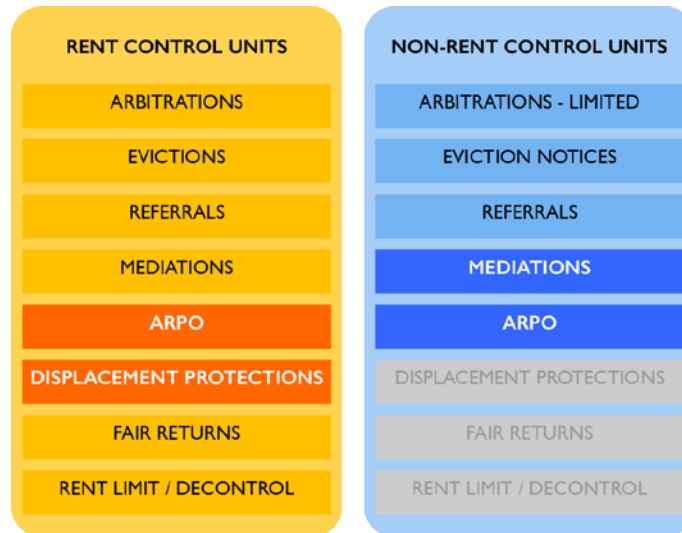 RENT CONTROL UNITS
ARBITRATIONS
EVICTIONS
REFERRALS
MEDIATIONS
ARPO
DISPLACEMENT PROTECTIONS
FAIR RETURNS
RENT LIMIT / DECONTROL
NON-RENT CONTROL UNITS
ARBITRATIONS - LIMITED
EVICTION NOTICES
REFERRALS
MEDIATIONS
ARPO
DISPLACEMENT PROTECTIONS
FAIR RETURNS
RENT LIMIT / DECONTROL